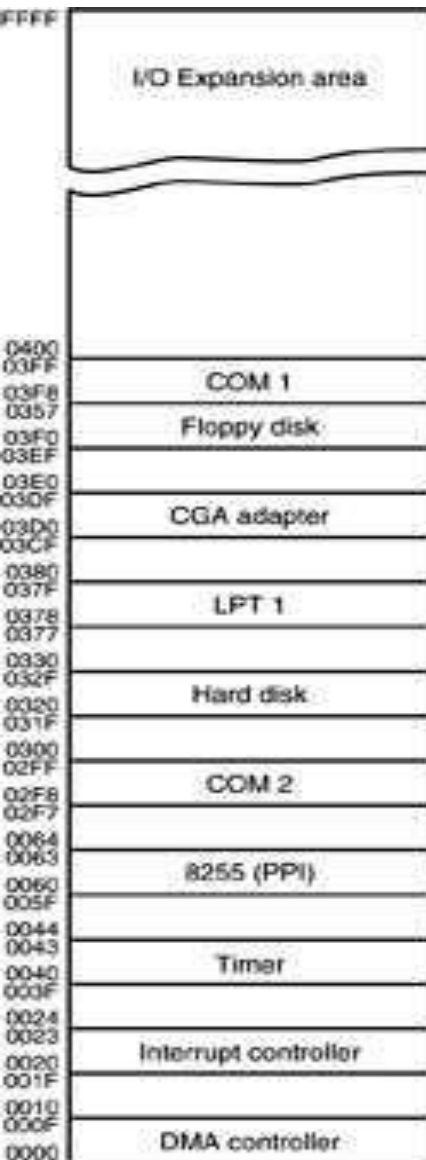 FFFF
I/O Expansion area
0400
03FF
COM 1
03F8
0357
Floppy disk
03F0
03EF
03E0
03DF
CGA adapter
03D0
03CF
0380
037F
LPT 1
0378
0377
0330
032F
Hard disk
0320
031F
0300
02FF
COM 2
02F8
02F7
0064
0063
8255 (PPI)
0060
005F
0044
0043
Timer
0040
003F
0024
0023
Interrupt controller
0020
001F
0010
000F
DMA controller
0000